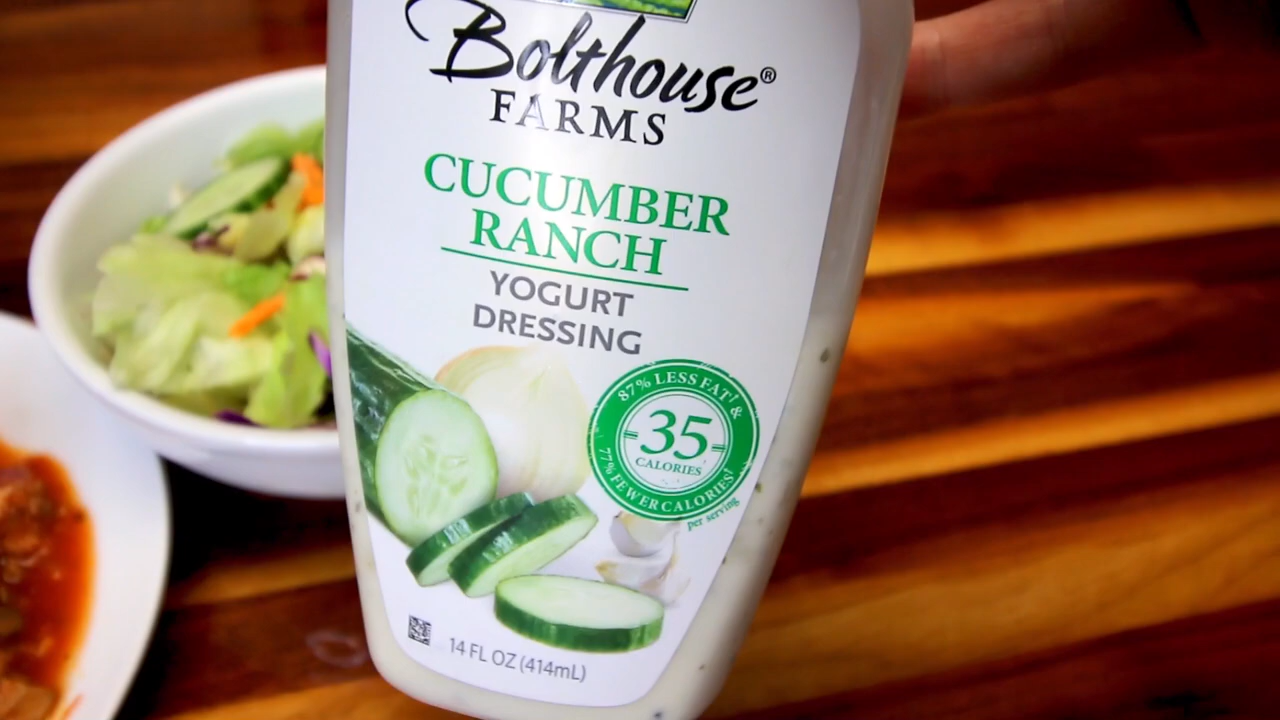 Bolthouse®
FARMS
CUCUMBER
RANCH
YOGURT
DRESSING
87% LESS FAT† &
35
CALORIES
77% FEWER CALORIES†
per serving
14 FL OZ (414mL)